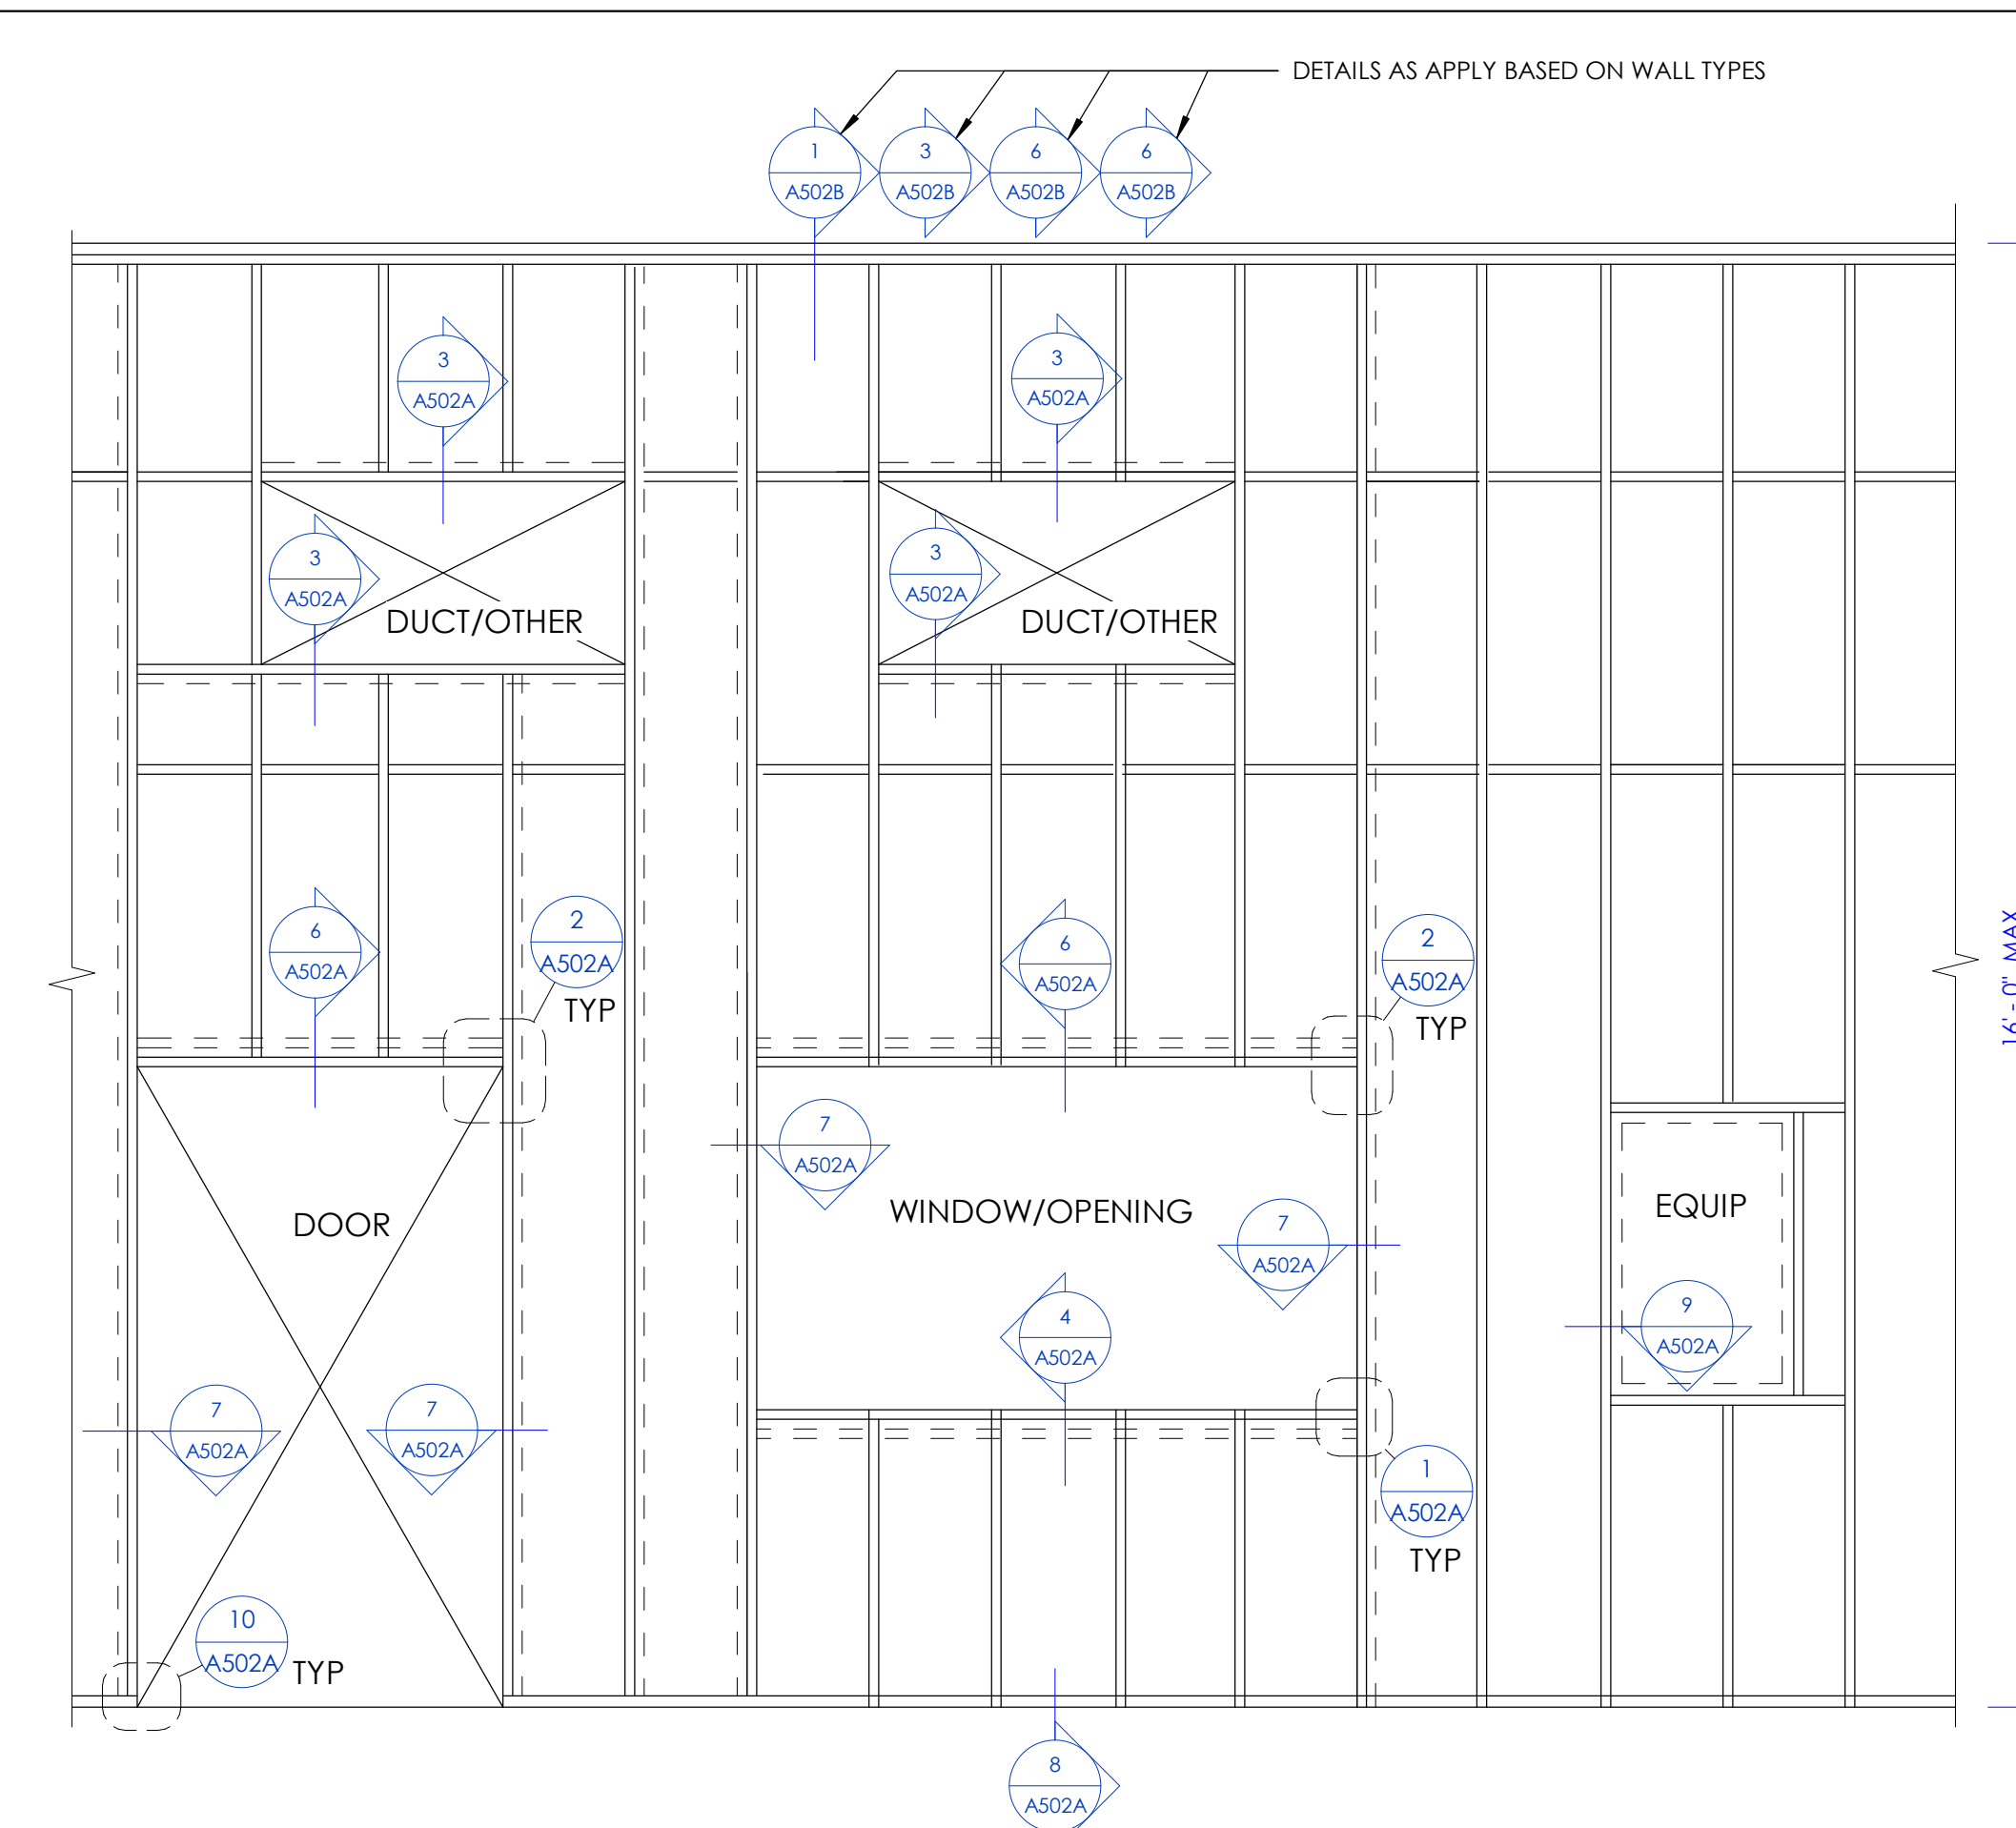 DETAILS AS APPLY BASED ON WALL TYPES
1
A502B
3
A502B
6
A502B
6
A502B
3
A502A
3
A502A
3
A502A
3
A502A
DUCT/OTHER
DUCT/OTHER
6
A502A
2
A502A
TYP
6
A502A
2
A502A
TYP
16' - 0" MAX
7
A502A
WINDOW/OPENING
DOOR
7
A502A
EQUIP
4
A502A
9
A502A
7
A502A
7
A502A
1
A502A
TYP
10
A502A
TYP
8
A502A